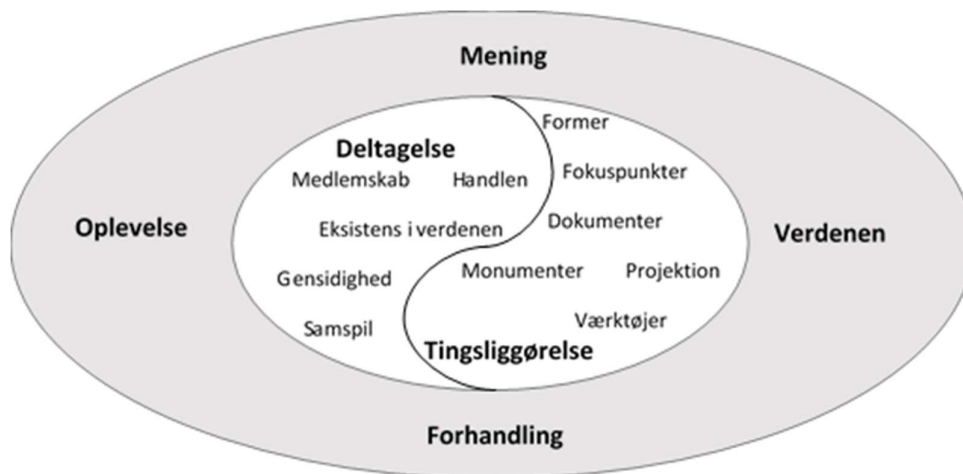 Mening
Former
Deltagelse
Fokuspunkter
Medlemskab Handlen
Oplevelse
Eksistens i verdenen
Dokumenter
Verdenen
Gensidighed
Monumenter
Projektion
Samspil
Værktøjer
Tingsliggørelse
Forhandling